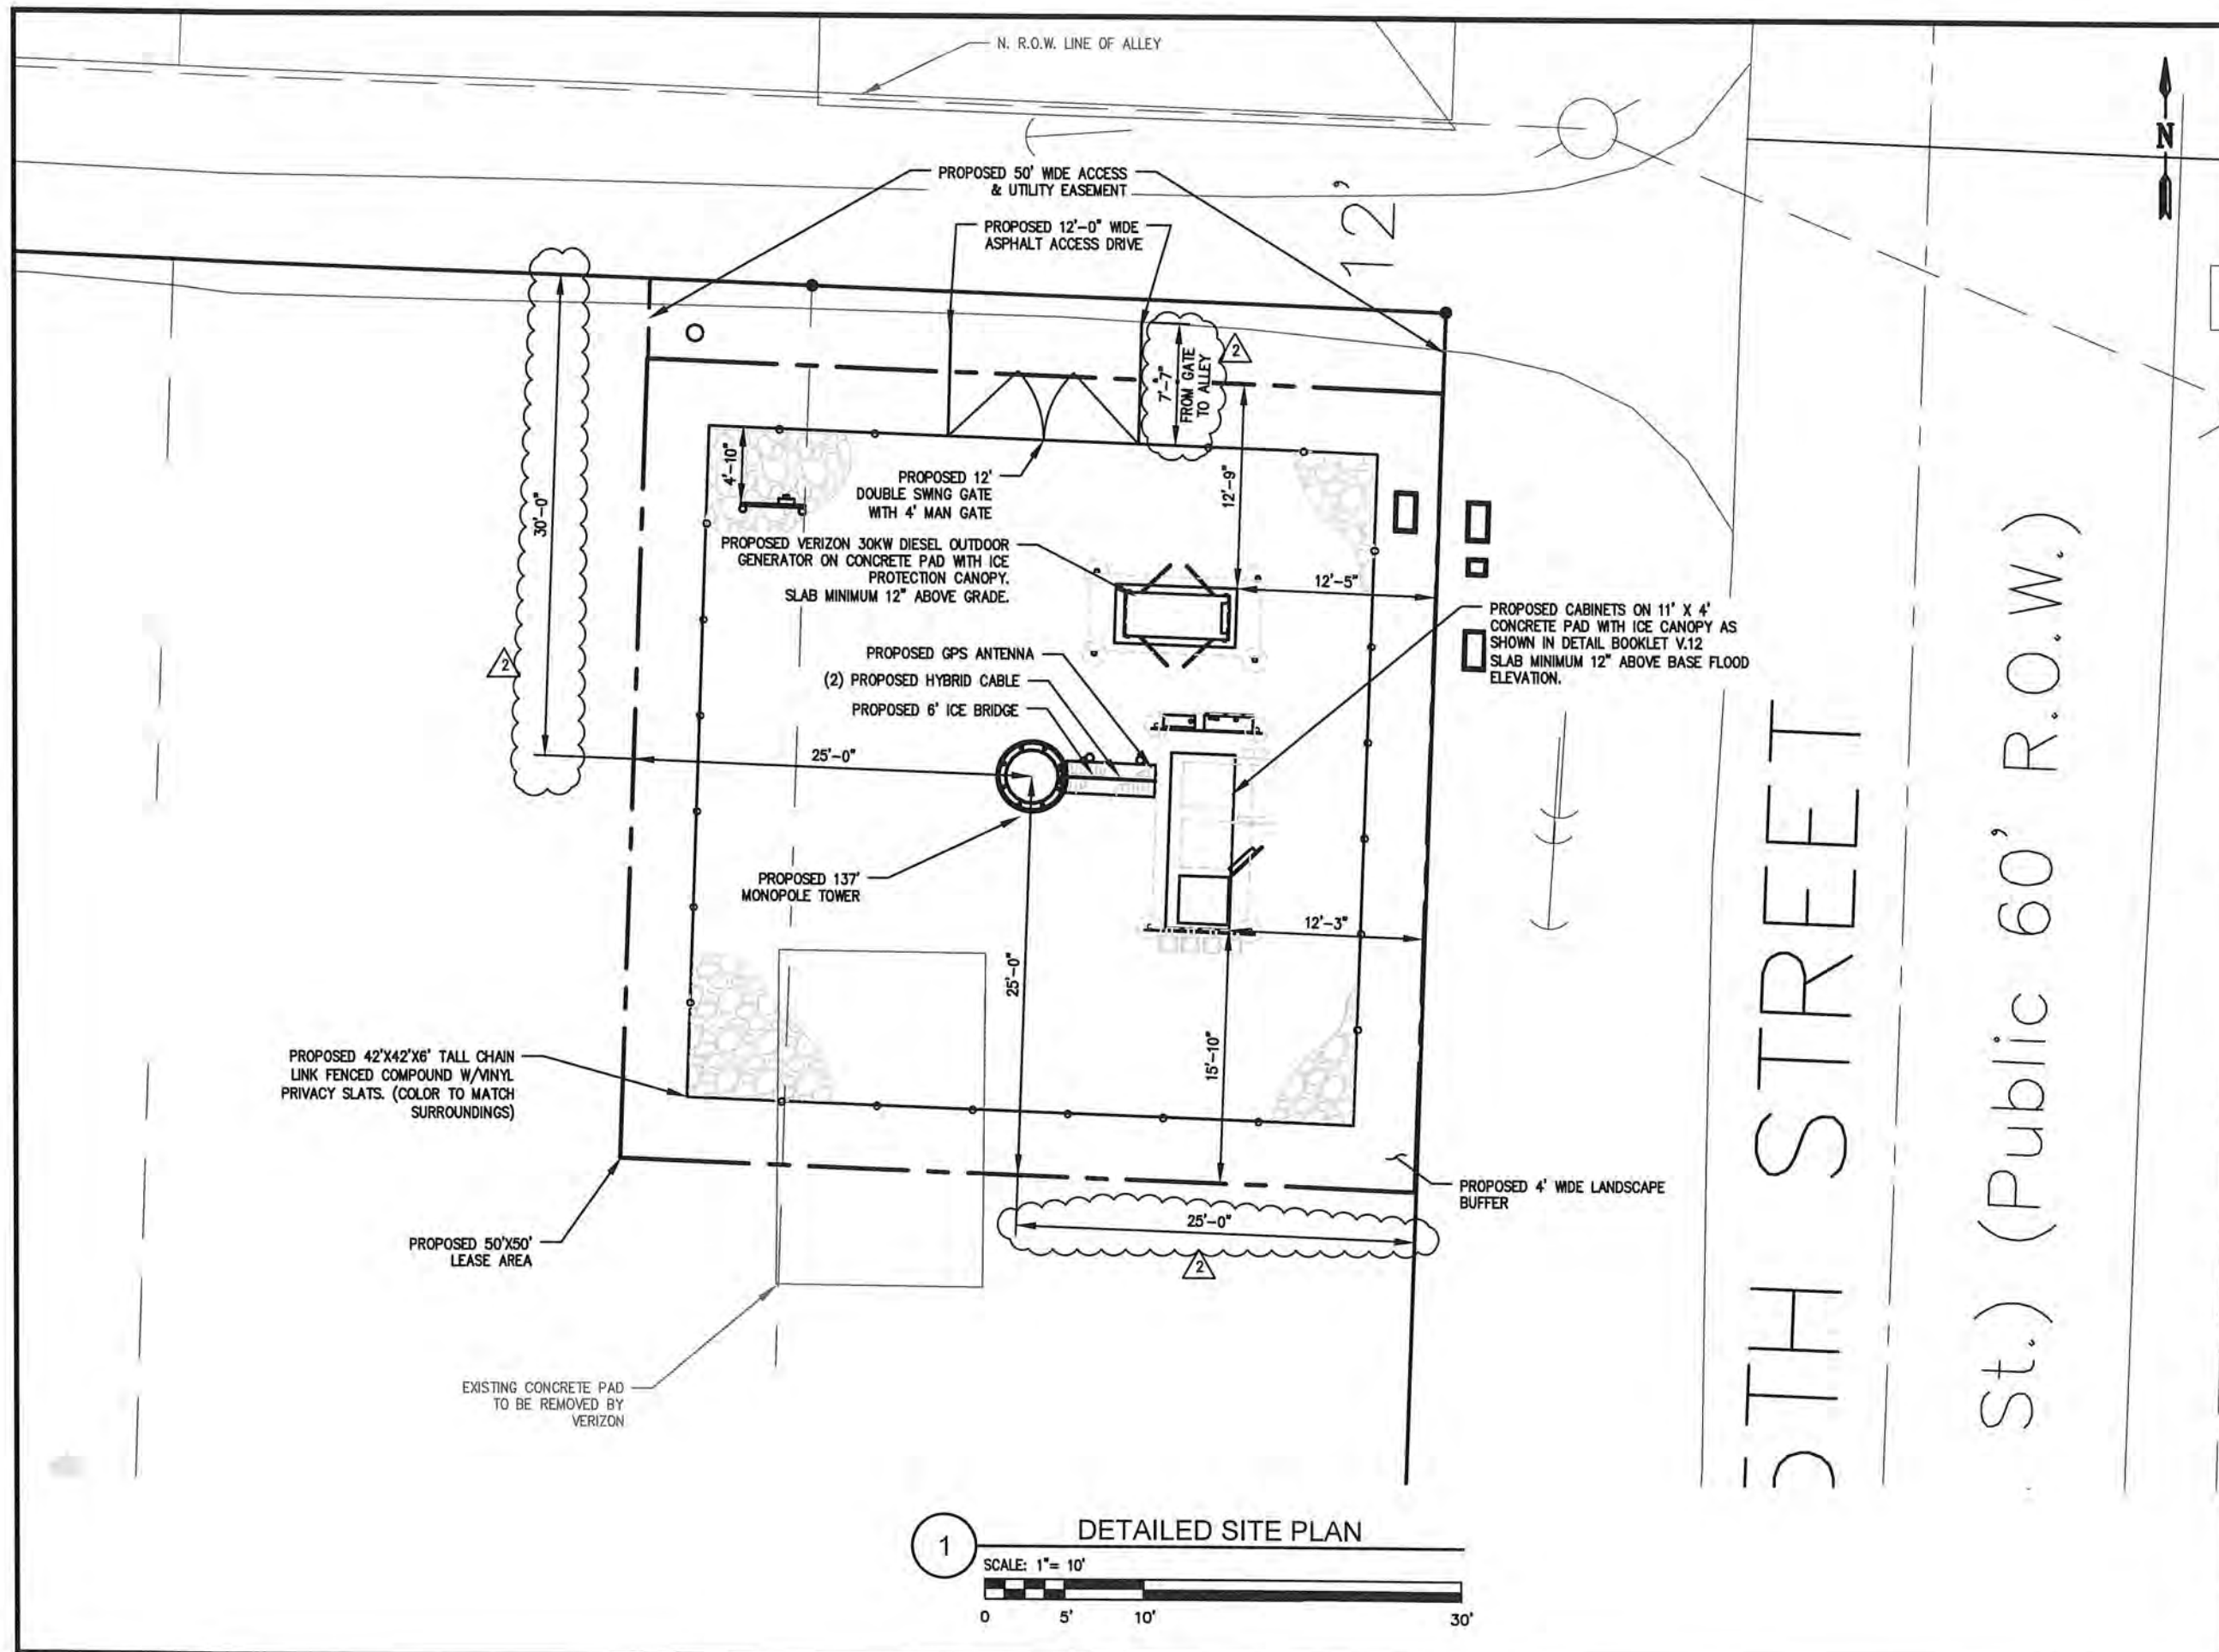 N. R.O.W. LINE OF ALLEY
N
PROPOSED 50' WIDE ACCESS
& UTILITY EASEMENT
12'
PROPOSED 12'-0" WIDE
ASPHALT ACCESS DRIVE
2
7'-7"
FROM GATE
TO ALLEY
30'-0"
4'-10"
PROPOSED 12'
DOUBLE SWING GATE
WITH 4' MAN GATE
12'-9"
PROPOSED VERIZON 30KW DIESEL OUTDOOR
GENERATOR ON CONCRETE PAD WITH ICE
PROTECTION CANOPY.
SLAB MINIMUM 12" ABOVE GRADE.
12'-5"
PROPOSED CABINETS ON 11' X 4'
CONCRETE PAD WITH ICE CANOPY AS
SHOWN IN DETAIL BOOKLET V.12
SLAB MINIMUM 12" ABOVE BASE FLOOD
ELEVATION.
2
PROPOSED GPS ANTENNA
(2) PROPOSED HYBRID CABLE
PROPOSED 6' ICE BRIDGE
25'-0"
PROPOSED 137'
MONOPOLE TOWER
12'-3"
25'-0"
15'-10"
PROPOSED 42'X42'X6' TALL CHAIN
LINK FENCED COMPOUND W/VINYL
PRIVACY SLATS. (COLOR TO MATCH
SURROUNDINGS)
PROPOSED 4' WIDE LANDSCAPE
BUFFER
25'-0"
2
PROPOSED 50'X50'
LEASE AREA
EXISTING CONCRETE PAD
TO BE REMOVED BY
VERIZON
TH STREET
St.) (Public 60' R.O.W.)
1
DETAILED SITE PLAN
SCALE: 1"= 10'
0 5' 10' 30'